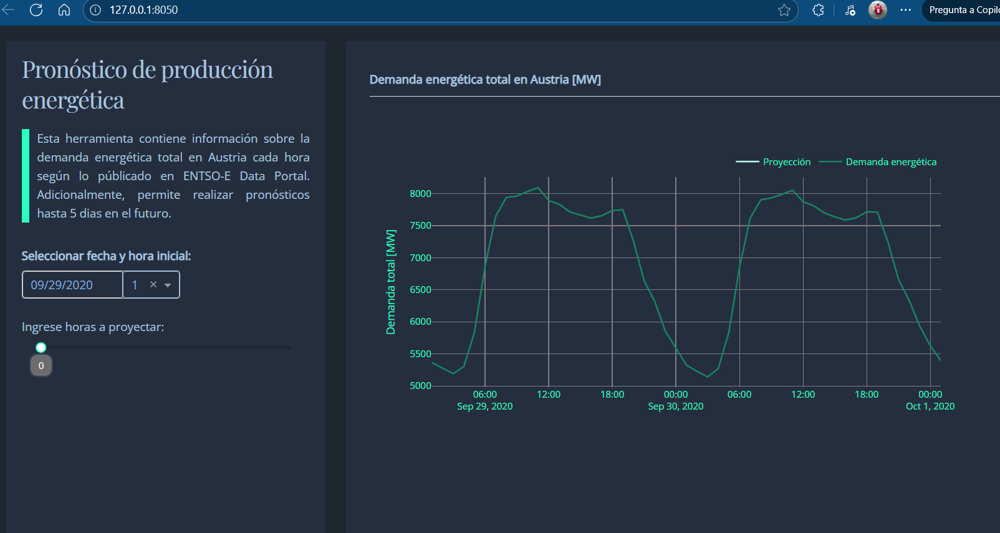 127.0.0.1:8050
Pregunta a Copilo
Pronóstico de producción
energética
Esta herramienta contiene información sobre la
demanda energética total en Austria cada hora
según lo públicado en ENTSO-E Data Portal.
Adicionalmente, permite realizar pronósticos
hasta 5 dias en el futuro.
Seleccionar fecha y hora inicial:
09/29/2020 1
Ingrese horas a proyectar:
0
Demanda energética total en Austria [MW]
Proyección Demanda energética
Demanda total [MW]
8000
7500
7000
6500
6000
5500
5000
06:00 12:00 18:00 00:00 06:00 12:00 18:00 00:00
Sep 29, 2020 Sep 30, 2020 Oct 1, 2020